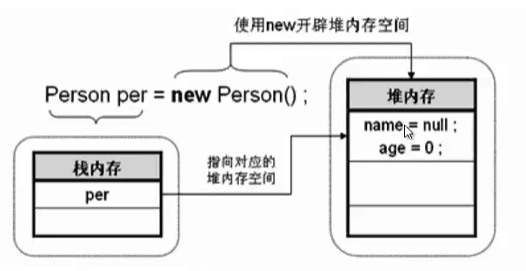 使用new开辟堆内存空间
Person per = new Person() ;
堆内存
name = null ;
age = 0 ;
指向对应的
堆内存空间
栈内存
per